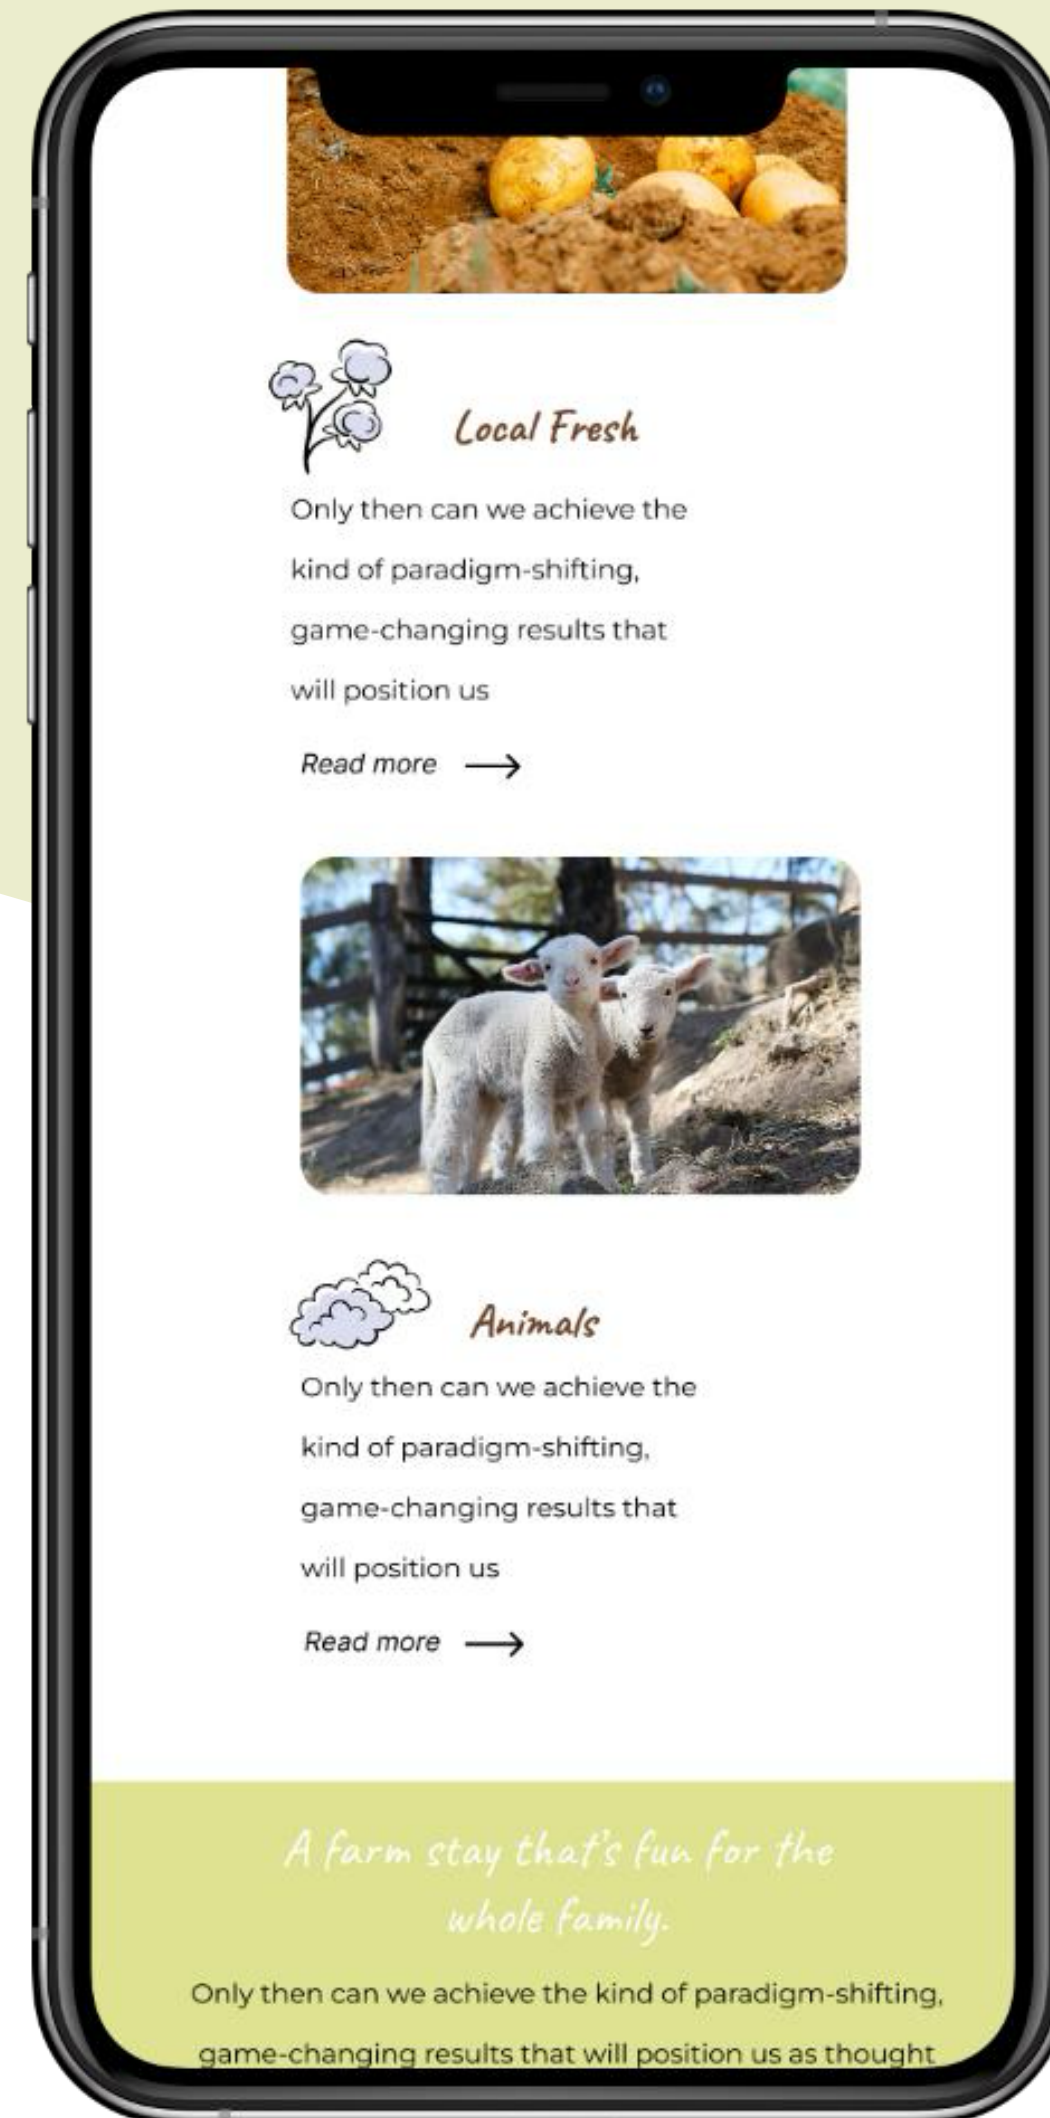 Local Fresh
Only then can we achieve the
kind of paradigm-shifting,
game-changing results that
will position us
Read more
Animals
Only then can we achieve the
kind of paradigm-shifting,
game-changing results that
will position us
Read more
A farm stay that's fun for the
whole family.
Only then can we achieve the kind of paradigm-shifting,
game-changing results that will position us as thought